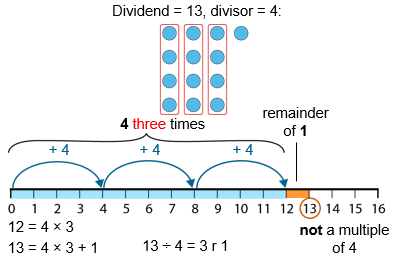 Dividend = 13, divisor = 4:
4 three times
remainder
of 1
+ 4 + 4 + 4
0 1 2 3 4 5 6 7 8 9 10 11 12 13 14 15 16
12 = 4 × 3
13 = 4 × 3 + 1
13 ÷ 4 = 3 r 1
not a multiple
of 4